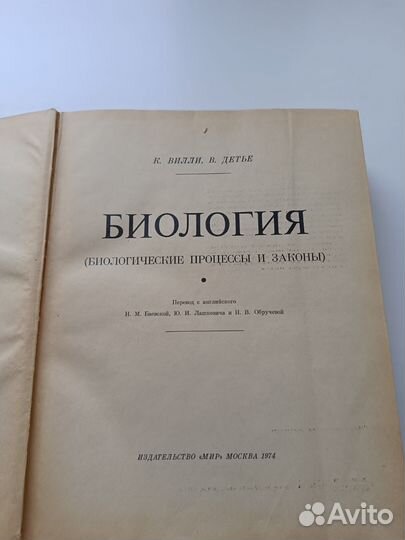 К. ВИЛЛИ, В. ДЕТЬЕ
БИОЛОГИЯ
(БИОЛОГИЧЕСКИЕ ПРОЦЕССЫ И ЗАКОНЫ)
Перевод с английского
Н. М. Баевской, Ю. И. Лашкевича и Н. В. Обручевой
ИЗДАТЕЛЬСТВО «МИР» МОСКВА 1974
Avito